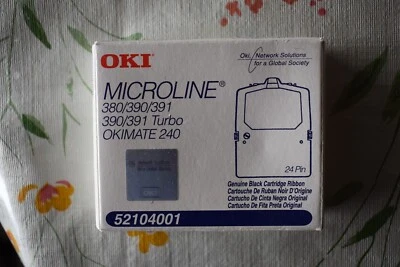 OKI
Oki, Network Solutions
for a Global Society
MICROLINE®
380/390/391
390/391 Turbo
OKIMATE 240
24 Pin
Genuine Black Cartridge Ribbon
Cartouche De Ruban Noir D'Origine
Cartucho De Cinta Negro Original
Cartucho De Fita Preta Original
52104001